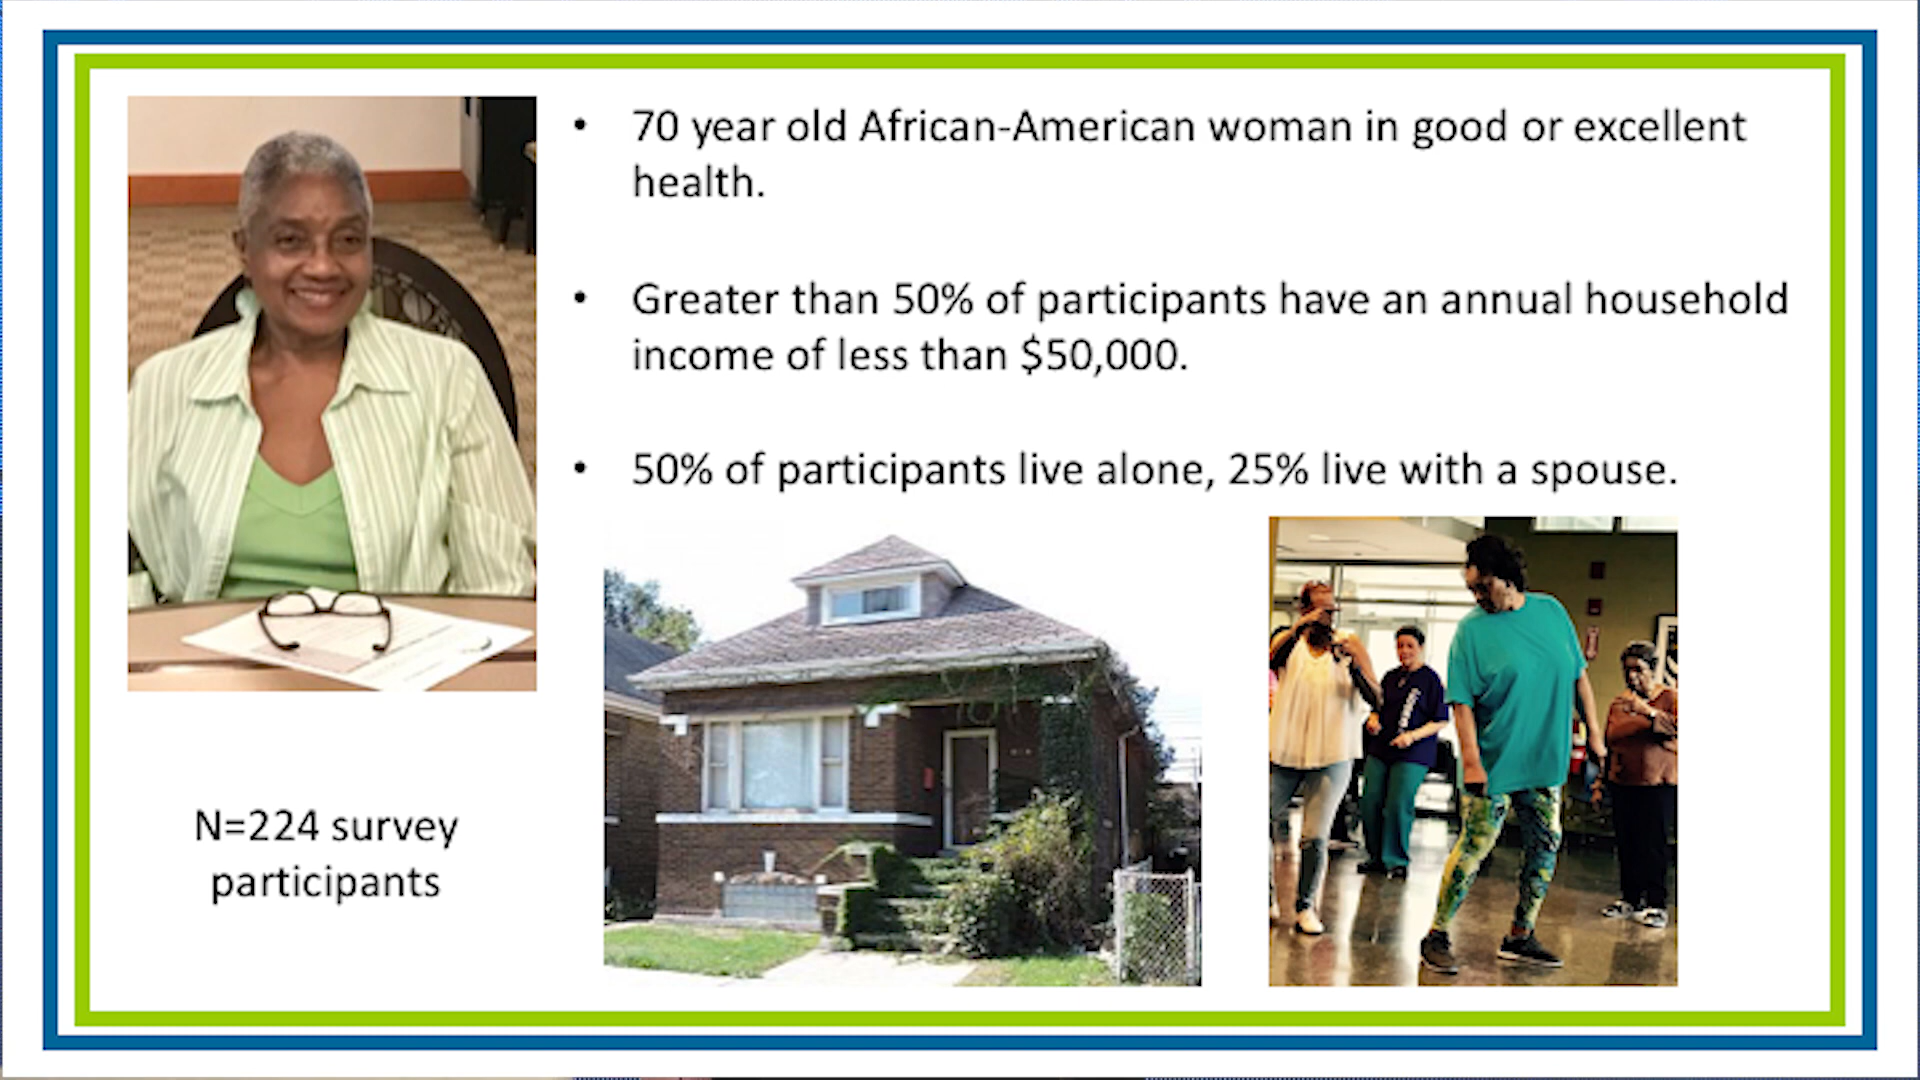 • 70 year old African-American woman in good or excellent
health.
• Greater than 50% of participants have an annual household
income of less than $50,000.
• 50% of participants live alone, 25% live with a spouse.
N=224 survey
participants